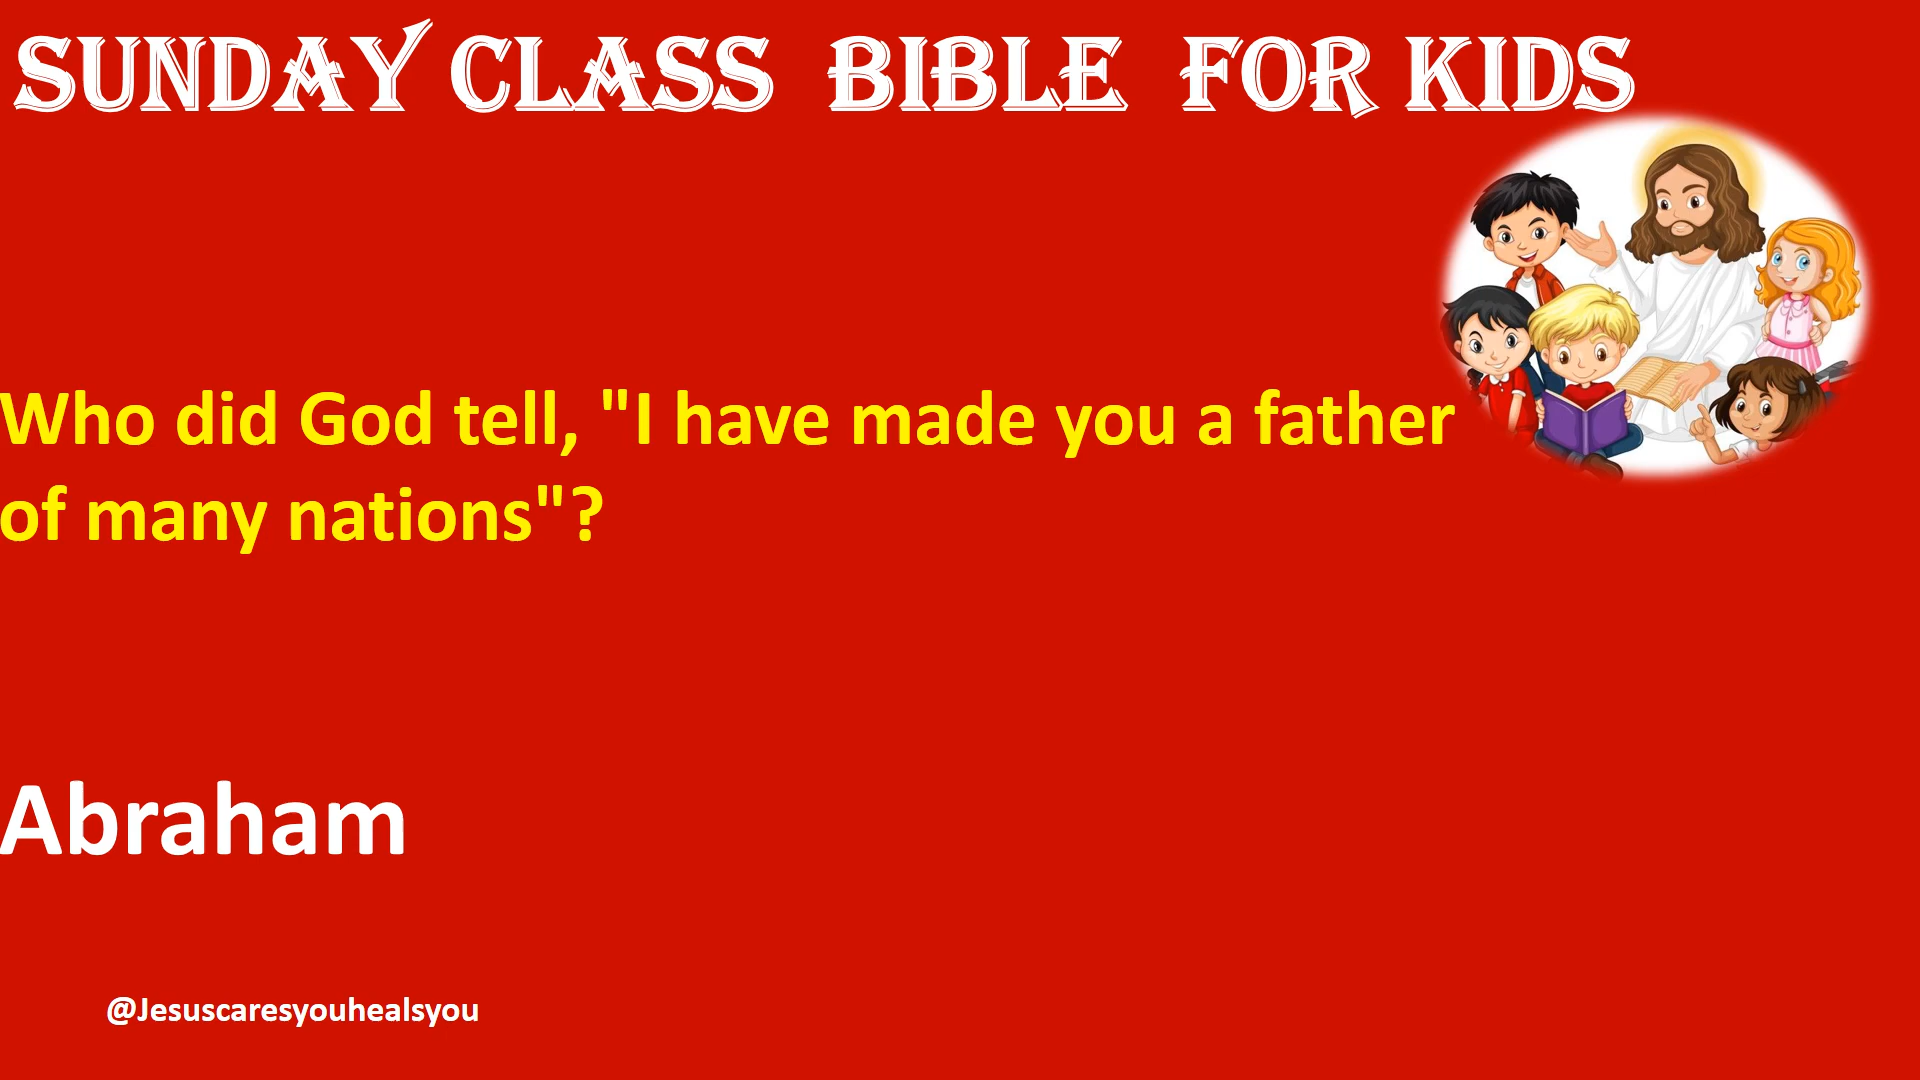 SUNDAY CLASS BIBLE FOR KIDS
Who did God tell, "I have made you a father
of many nations"?
Abraham
@Jesuscaresyouhealsyou